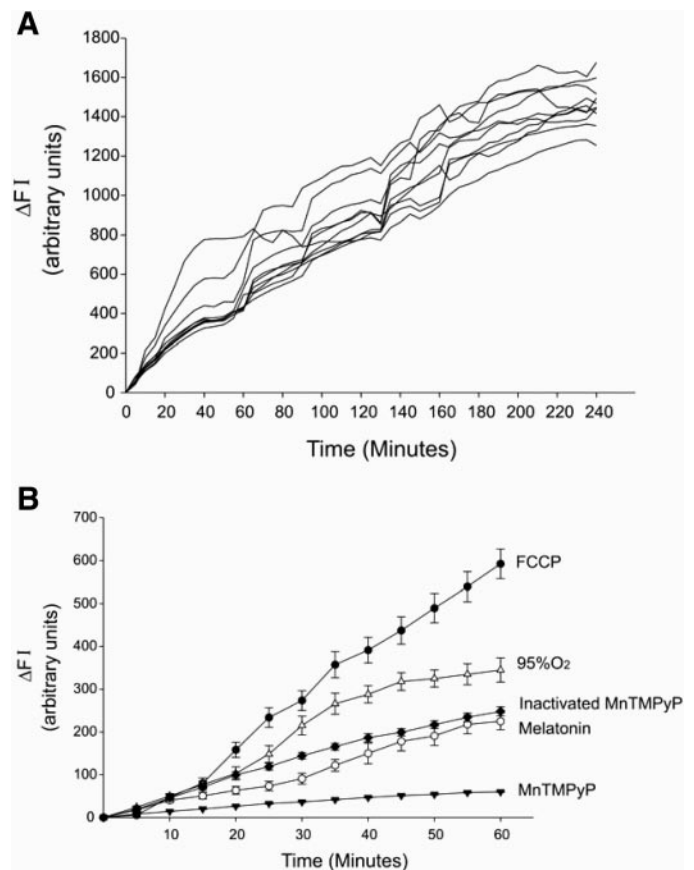 A
1800
1600
1400
1200
1000
800
600
400
200
0
ΔF I
(arbitrary units)
0 20 40 60 80 100 120 140 160 180 200 220 240
Time (Minutes)
B
700
600
500
400
300
200
100
0
ΔF I
(arbitrary units)
FCCP
95%O₂
Inactivated MnTMPyP
Melatonin
MnTMPyP
10 20 30 40 50 60
Time (Minutes)